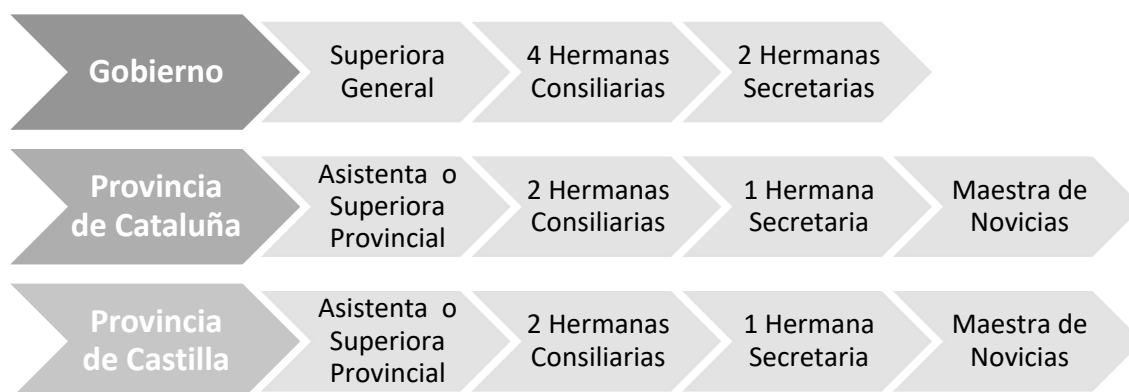 Gobierno
Superiora
General
4 Hermanas
Consiliarias
2 Hermanas
Secretarias
Provincia
de Cataluña
Asistenta o
Superiora
Provincial
2 Hermanas
Consiliarias
1 Hermana
Secretaria
Maestra de
Novicias
Provincia
de Castilla
Asistenta o
Superiora
Provincial
2 Hermanas
Consiliarias
1 Hermana
Secretaria
Maestra de
Novicias